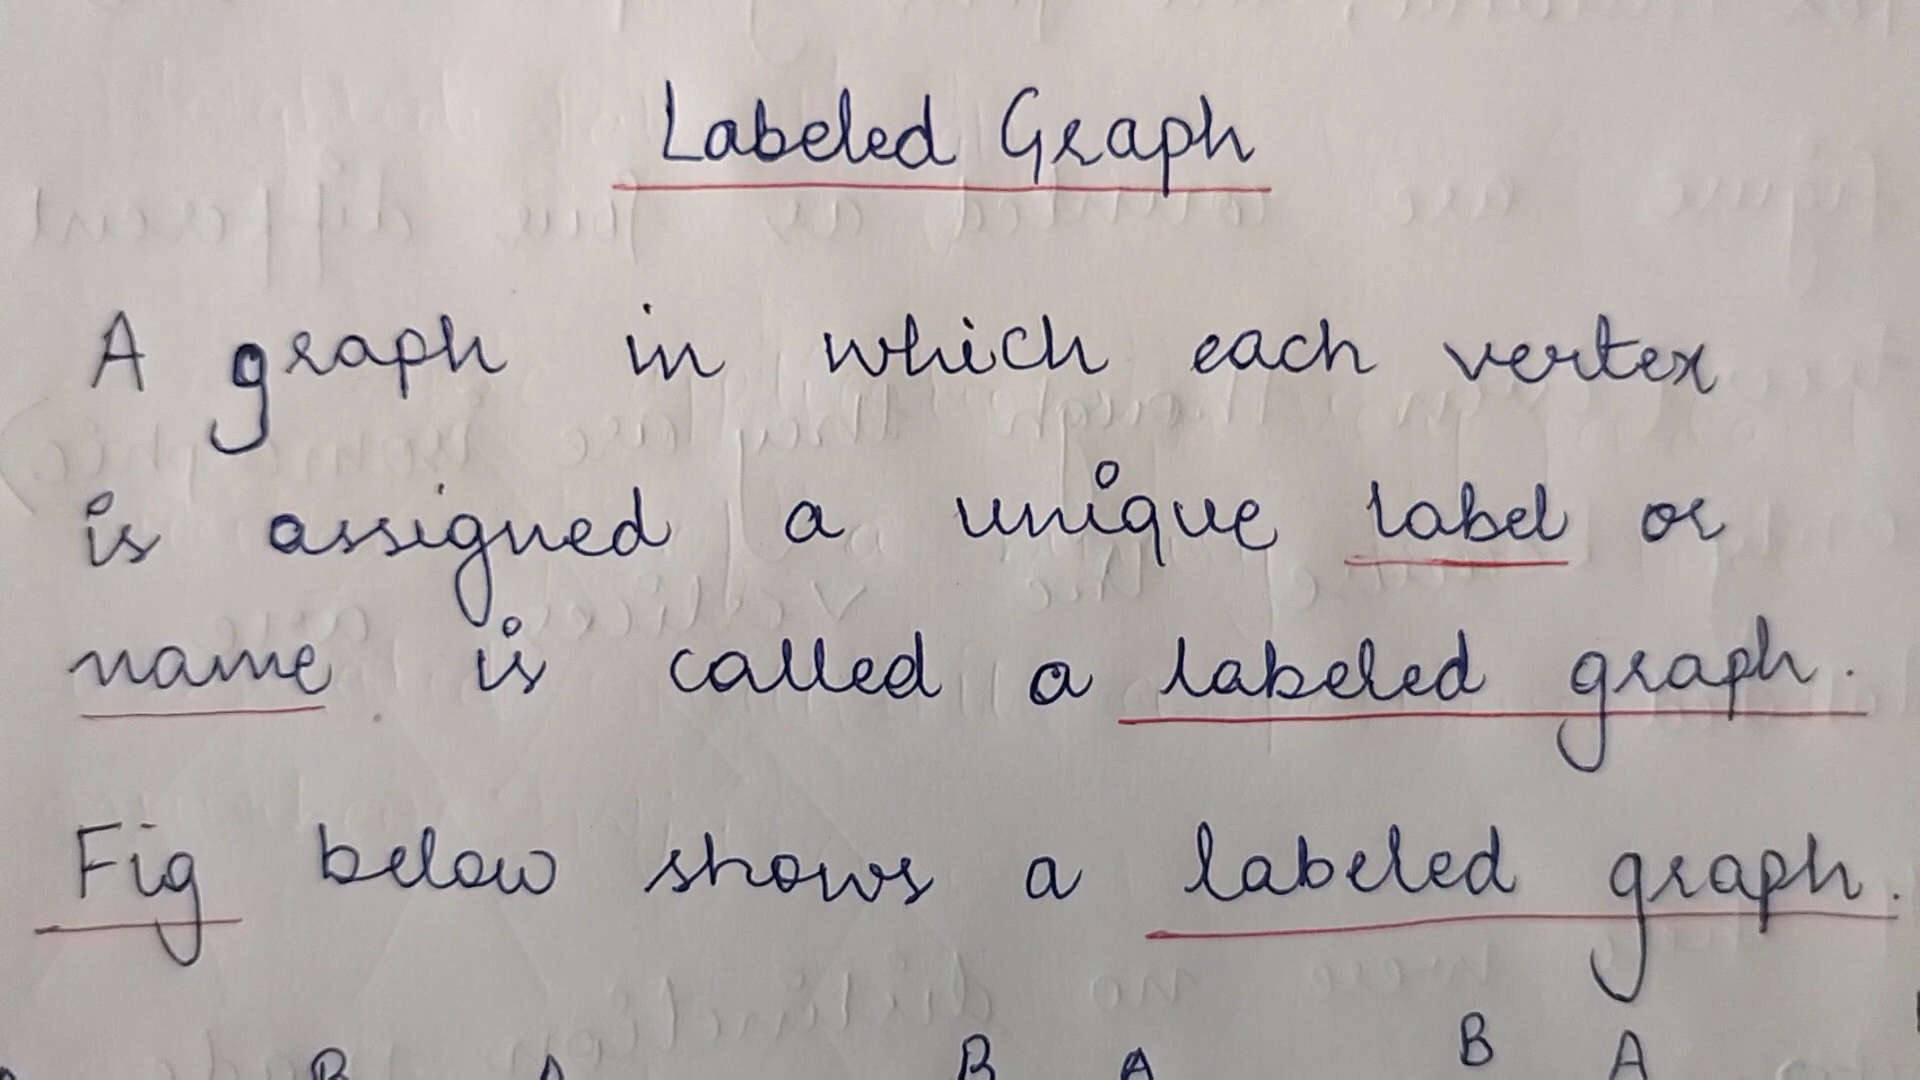 Labeled Graph
A graph in which each vertex
is assigned a unique label or
name is called a labeled graph.
Fig below shows a labeled graph.
B A B A B A